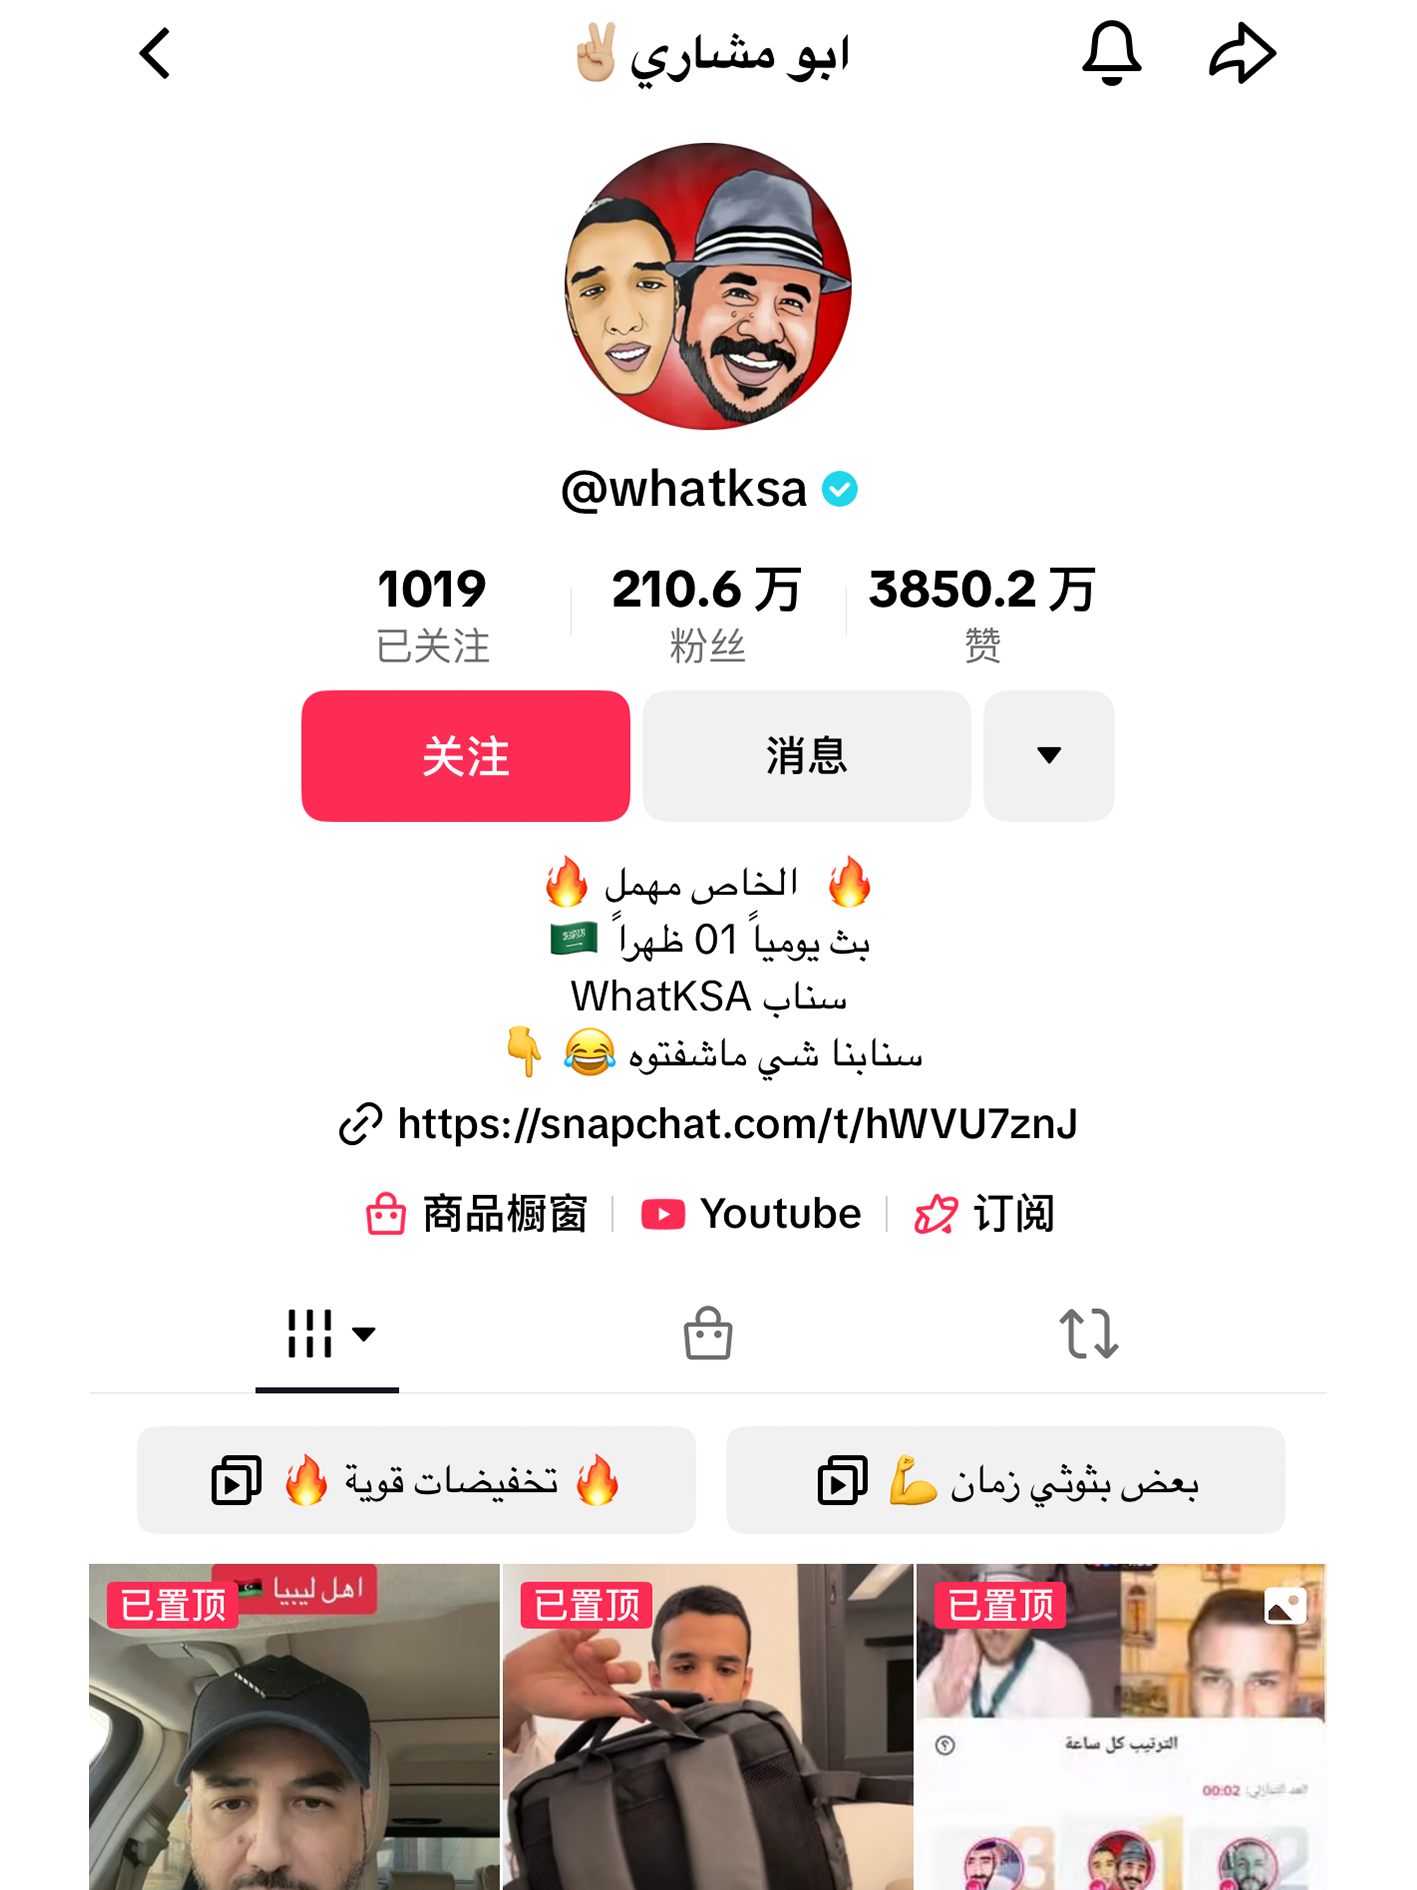 ابو مشاري✌🏼
@whatksa
1019
已关注
210.6 万
粉丝
3850.2 万
赞
关注
消息
🔥 الخاص مهمل 🔥
بث يومياً 01 ظهراً 🇸🇦
سناب WhatKSA
سنابنا شي ماشفتوه 😂 👇
https://snapchat.com/t/hWVU7znJ
商品橱窗
Youtube
订阅
🔥 تخفيضات قوية 🔥
بعض بثوثي زمان 💪
已置顶
اهل ليبيا 🇱🇾
已置顶
已置顶
الترتيب كل ساعة
العد التنازلي: 00:02
3
1
2